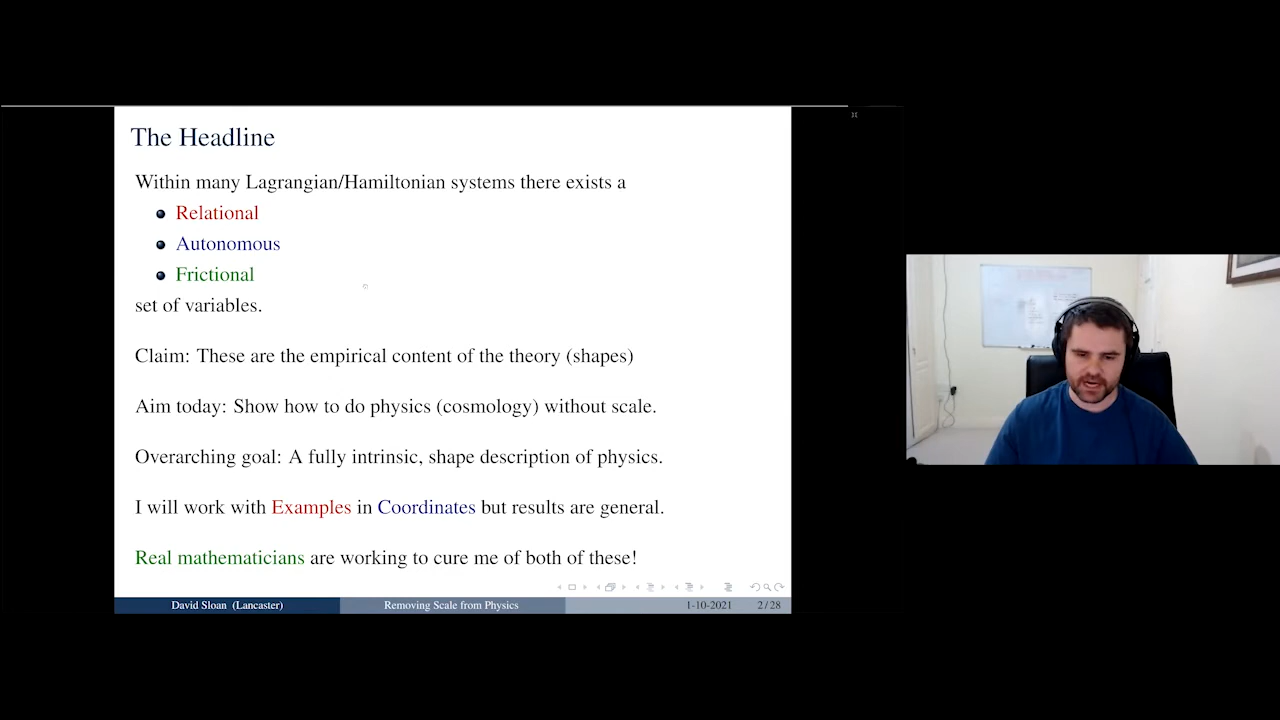 The Headline
Within many Lagrangian/Hamiltonian systems there exists a
Relational
Autonomous
Frictional
set of variables.
Claim: These are the empirical content of the theory (shapes)
Aim today: Show how to do physics (cosmology) without scale.
Overarching goal: A fully intrinsic, shape description of physics.
I will work with Examples in Coordinates but results are general.
Real mathematicians are working to cure me of both of these!
David Sloan (Lancaster) Removing Scale from Physics 1-10-2021 2/28